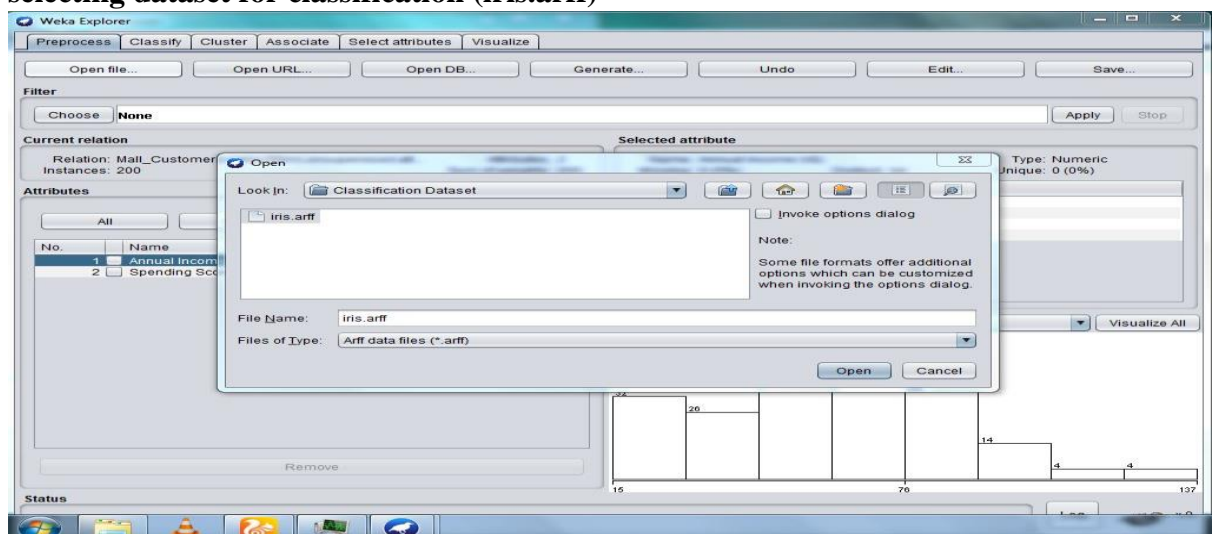 selecting dataset for classification (iris.arff)
Weka Explorer
Preprocess Classify Cluster Associate Select attributes Visualize
Open file... Open URL... Open DB... Generate... Undo Edit... Save...
Filter
Choose None Apply Stop
Current relation Selected attribute
Relation: Mall_Customer Type: Numeric
Instances: 200 Unique: 0 (0%)
Open
Attributes
Look In: Classification Dataset
All
iris.arff
Invoke options dialog
No. Name
1 Annual Incom
2 Spending Sco
Note:
Some file formats offer additional
options which can be customized
when invoking the options dialog.
File Name: iris.arff
Files of Type: Arff data files (*.arff)
Visualize All
Open Cancel
32 26 14 4 4
15 76 137
Remove
Status
Log x 0